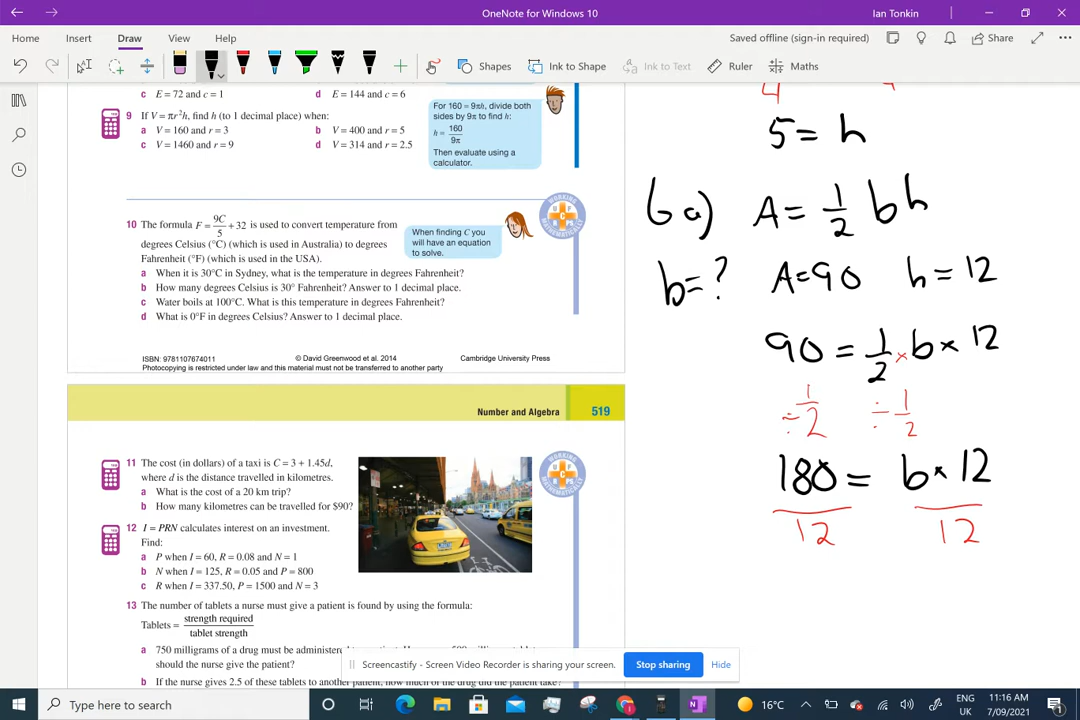 OneNote for Windows 10
Ian Tonkin
Home Insert Draw View Help
Saved offline (sign-in required)
Share
Shapes
Ink to Shape
Ink to Text
Ruler
Maths
c E = 72 and c = 1
d E = 144 and c = 6
9 If V = πr²h, find h (to 1 decimal place) when:
a V = 160 and r = 3
b V = 400 and r = 5
c V = 1460 and r = 9
d V = 314 and r = 2.5
For 160 = 9πh, divide both
sides by 9π to find h:
h = 160/9π
Then evaluate using a
calculator.
10 The formula F = 9C/5 + 32 is used to convert temperature from
degrees Celsius (°C) (which is used in Australia) to degrees
Fahrenheit (°F) (which is used in the USA).
a When it is 30°C in Sydney, what is the temperature in degrees Fahrenheit?
b How many degrees Celsius is 30° Fahrenheit? Answer to 1 decimal place.
c Water boils at 100°C. What is this temperature in degrees Fahrenheit?
d What is 0°F in degrees Celsius? Answer to 1 decimal place.
When finding C you
will have an equation
to solve.
WORKING
U F
C
R PS
MATHEMATICALLY
ISBN: 9781107674011
© David Greenwood et al. 2014
Cambridge University Press
Photocopying is restricted under law and this material must not be transferred to another party
Number and Algebra
519
11 The cost (in dollars) of a taxi is C = 3 + 1.45d,
where d is the distance travelled in kilometres.
a What is the cost of a 20 km trip?
b How many kilometres can be travelled for $90?
WORKING
U F
C
R PS
MATHEMATICALLY
12 I = PRN calculates interest on an investment.
Find:
a P when I = 60, R = 0.08 and N = 1
b N when I = 125, R = 0.05 and P = 800
c R when I = 337.50, P = 1500 and N = 3
13 The number of tablets a nurse must give a patient is found by using the formula:
Tablets = strength required/tablet strength
a 750 milligrams of a drug must be administered
should the nurse give the patient?
b If the nurse gives 2.5 of these tablets to another patient, how much of the drug did the patient take?
4
5 = h
6 a) A = 1/2 b h
b = ? A = 90 h = 12
90 = 1/2 × b × 12
÷ 1/2 ÷ 1/2
180 = b × 12
12 12
Screencastify - Screen Video Recorder is sharing your screen.
Stop sharing
Hide
Type here to search
16°C
ENG
UK
11:16 AM
7/09/2021
1